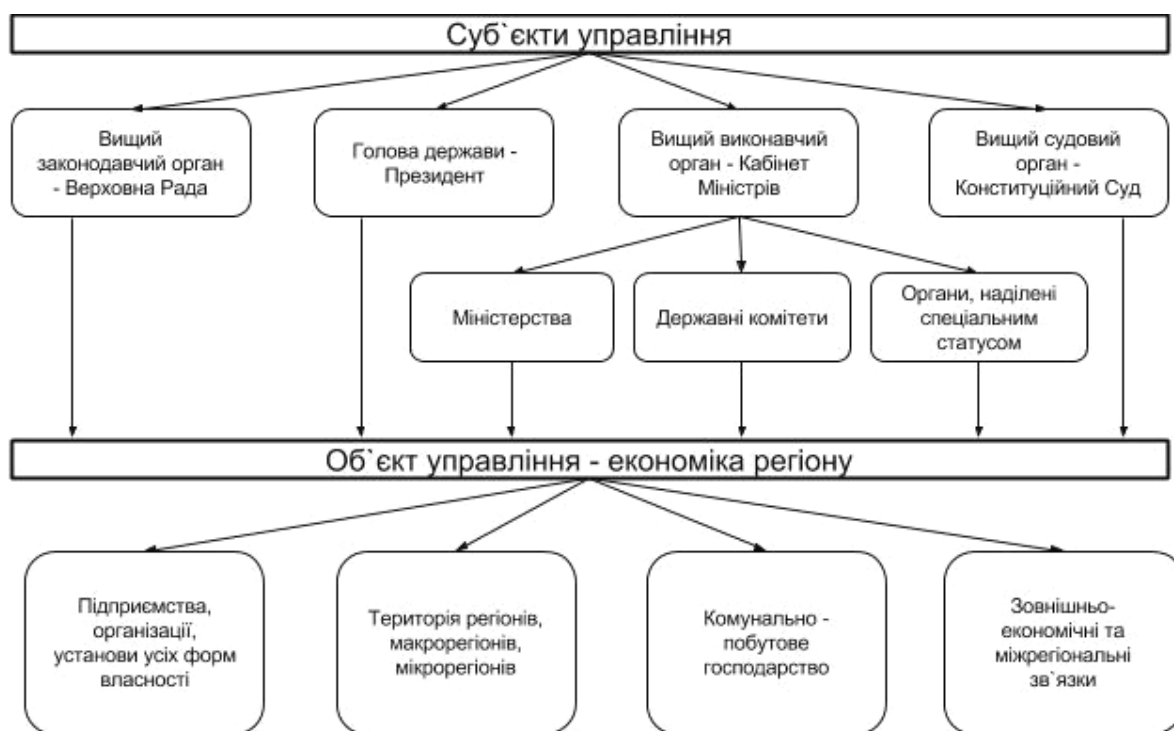 Суб`єкти управління
Вищий
законодавчий орган
- Верховна Рада
Голова держави -
Президент
Вищий виконавчий
орган - Кабінет
Міністрів
Вищий судовий
орган -
Конституційний Суд
Міністерства
Державні комітети
Органи, наділені
спеціальним
статусом
Об`єкт управління - економіка регіону
Підприємства,
організації,
установи усіх форм
власності
Територія регіонів,
макрорегіонів,
мікрорегіонів
Комунально -
побутове
господарство
Зовнішньо-
економічні та
міжрегіональні
зв`язки